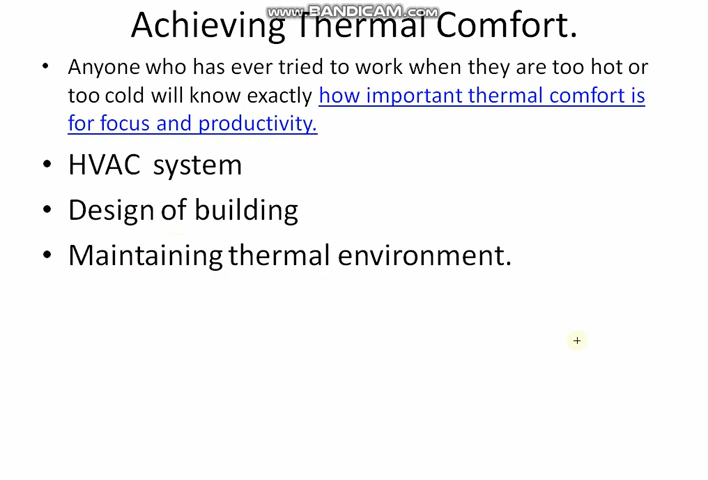 www.BANDICAM.com
Achieving Thermal Comfort.
• Anyone who has ever tried to work when they are too hot or
too cold will know exactly how important thermal comfort is
for focus and productivity.
• HVAC system
• Design of building
• Maintaining thermal environment.